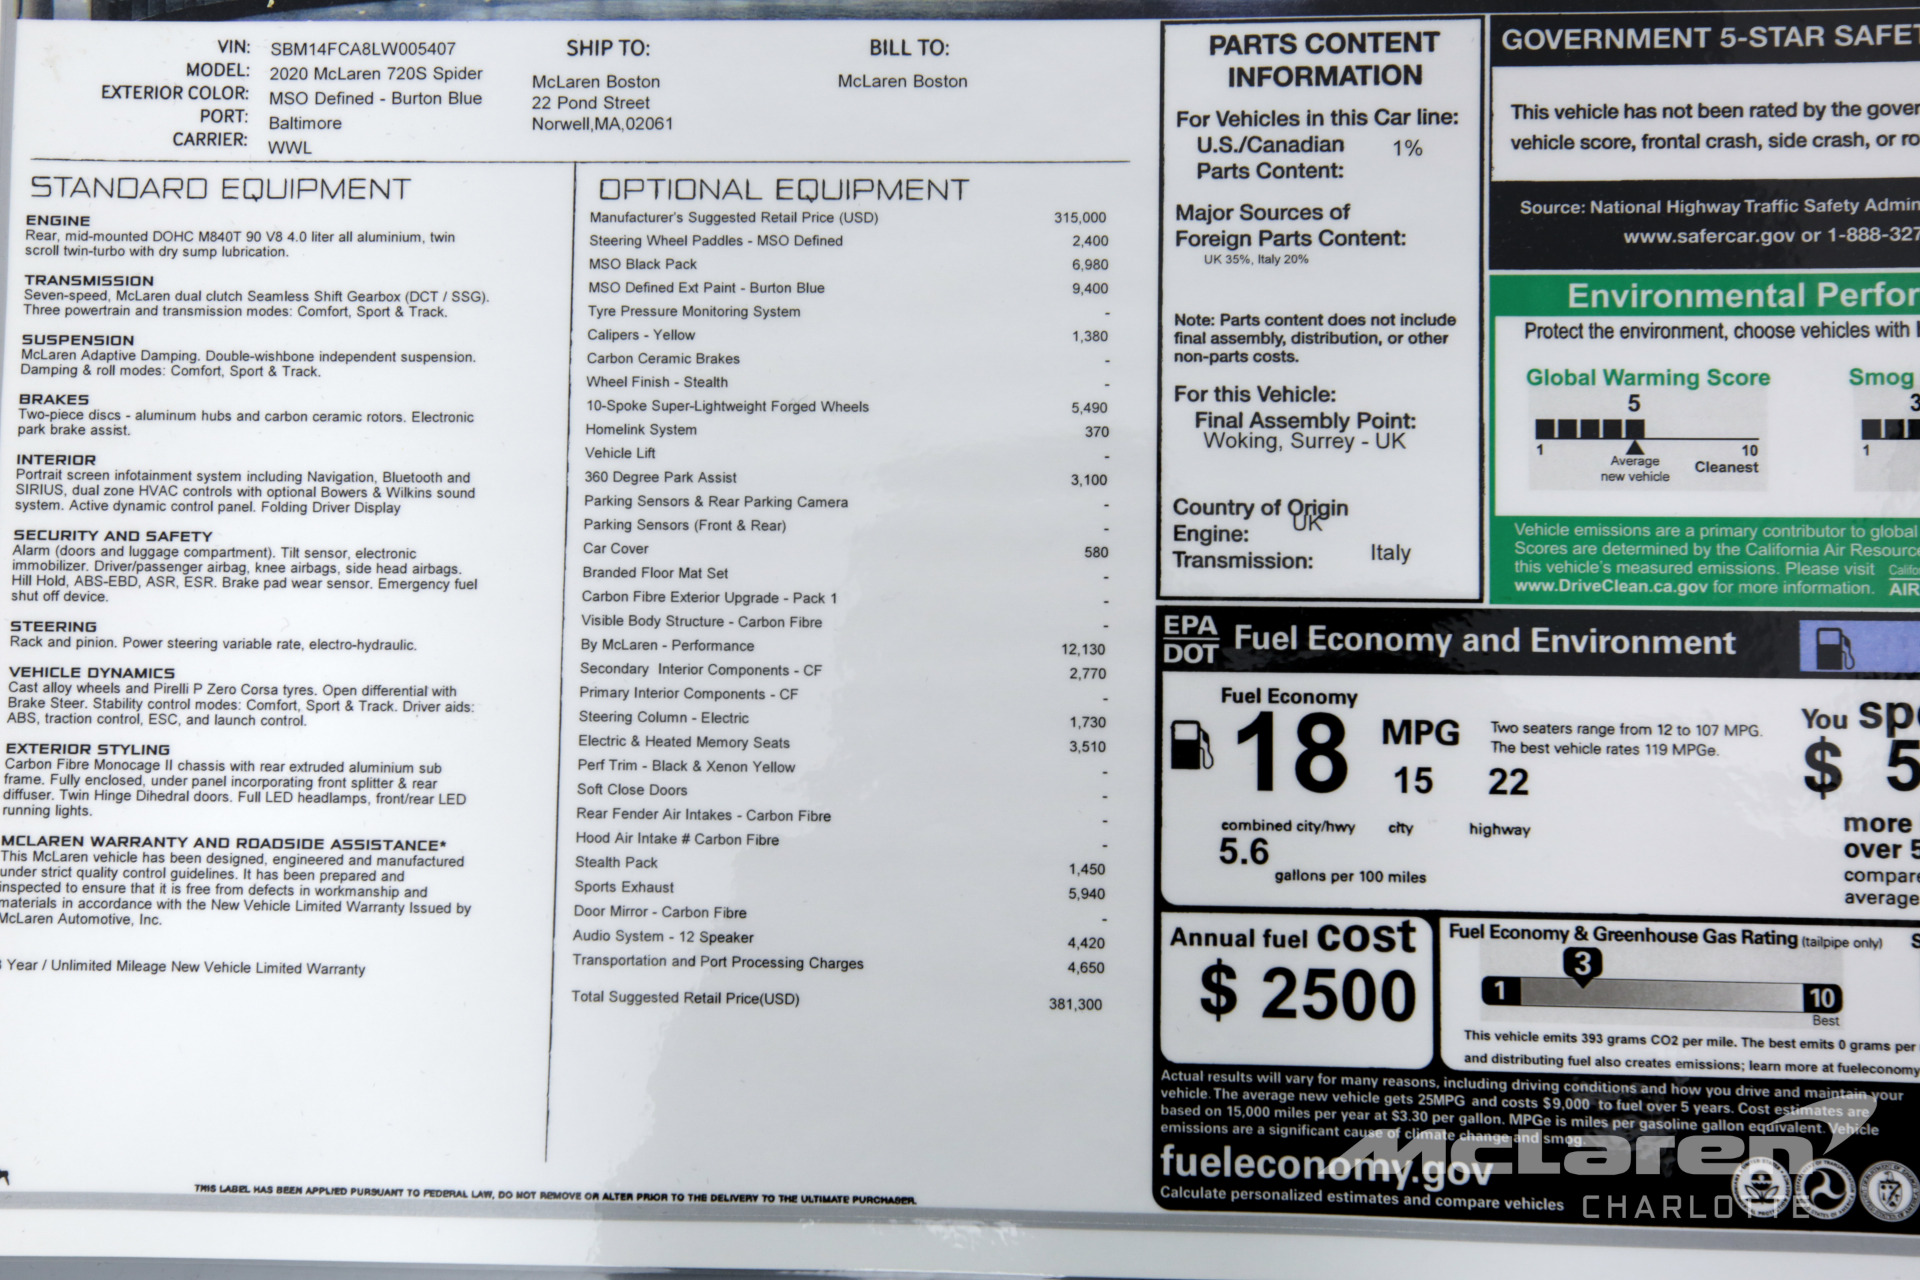 VIN: SBM14FCA8LW005407
MODEL: 2020 McLaren 720S Spider
EXTERIOR COLOR: MSO Defined - Burton Blue
PORT: Baltimore
CARRIER: WWL
SHIP TO:
McLaren Boston
22 Pond Street
Norwell,MA,02061
BILL TO:
McLaren Boston
STANDARD EQUIPMENT
ENGINE
Rear, mid-mounted DOHC M840T 90 V8 4.0 liter all aluminium, twin
scroll twin-turbo with dry sump lubrication.
TRANSMISSION
Seven-speed, McLaren dual clutch Seamless Shift Gearbox (DCT / SSG).
Three powertrain and transmission modes: Comfort, Sport & Track.
SUSPENSION
McLaren Adaptive Damping. Double-wishbone independent suspension.
Damping & roll modes: Comfort, Sport & Track.
BRAKES
Two-piece discs - aluminum hubs and carbon ceramic rotors. Electronic
park brake assist.
INTERIOR
Portrait screen infotainment system including Navigation, Bluetooth and
SIRIUS, dual zone HVAC controls with optional Bowers & Wilkins sound
system. Active dynamic control panel. Folding Driver Display
SECURITY AND SAFETY
Alarm (doors and luggage compartment). Tilt sensor, electronic
immobilizer. Driver/passenger airbag, knee airbags, side head airbags.
Hill Hold, ABS-EBD, ASR, ESR. Brake pad wear sensor. Emergency fuel
shut off device.
STEERING
Rack and pinion. Power steering variable rate, electro-hydraulic.
VEHICLE DYNAMICS
Cast alloy wheels and Pirelli P Zero Corsa tyres. Open differential with
Brake Steer. Stability control modes: Comfort, Sport & Track. Driver aids:
ABS, traction control, ESC, and launch control.
EXTERIOR STYLING
Carbon Fibre Monocage II chassis with rear extruded aluminium sub
frame. Fully enclosed, under panel incorporating front splitter & rear
diffuser. Twin Hinge Dihedral doors. Full LED headlamps, front/rear LED
running lights.
MCLAREN WARRANTY AND ROADSIDE ASSISTANCE*
This McLaren vehicle has been designed, engineered and manufactured
under strict quality control guidelines. It has been prepared and
inspected to ensure that it is free from defects in workmanship and
materials in accordance with the New Vehicle Limited Warranty Issued by
McLaren Automotive, Inc.
Year / Unlimited Mileage New Vehicle Limited Warranty
OPTIONAL EQUIPMENT
Manufacturer's Suggested Retail Price (USD) 315,000
Steering Wheel Paddles - MSO Defined 2,400
MSO Black Pack 6,980
MSO Defined Ext Paint - Burton Blue 9,400
Tyre Pressure Monitoring System -
Calipers - Yellow 1,380
Carbon Ceramic Brakes -
Wheel Finish - Stealth -
10-Spoke Super-Lightweight Forged Wheels 5,490
Homelink System 370
Vehicle Lift -
360 Degree Park Assist 3,100
Parking Sensors & Rear Parking Camera -
Parking Sensors (Front & Rear) -
Car Cover 580
Branded Floor Mat Set -
Carbon Fibre Exterior Upgrade - Pack 1 -
Visible Body Structure - Carbon Fibre -
By McLaren - Performance 12,130
Secondary Interior Components - CF 2,770
Primary Interior Components - CF -
Steering Column - Electric 1,730
Electric & Heated Memory Seats 3,510
Perf Trim - Black & Xenon Yellow -
Soft Close Doors -
Rear Fender Air Intakes - Carbon Fibre -
Hood Air Intake # Carbon Fibre -
Stealth Pack 1,450
Sports Exhaust 5,940
Door Mirror - Carbon Fibre -
Audio System - 12 Speaker 4,420
Transportation and Port Processing Charges 4,650
Total Suggested Retail Price(USD) 381,300
THIS LABEL HAS BEEN APPLIED PURSUANT TO FEDERAL LAW, DO NOT REMOVE OR ALTER PRIOR TO THE DELIVERY TO THE ULTIMATE PURCHASER.
PARTS CONTENT
INFORMATION
For Vehicles in this Car line:
U.S./Canadian 1%
Parts Content:
Major Sources of
Foreign Parts Content:
UK 35%, Italy 20%
Note: Parts content does not include
final assembly, distribution, or other
non-parts costs.
For this Vehicle:
Final Assembly Point:
Woking, Surrey - UK
Country of Origin
Engine: UK
Transmission: Italy
GOVERNMENT 5-STAR SAFET
This vehicle has not been rated by the gover
vehicle score, frontal crash, side crash, or ro
Source: National Highway Traffic Safety Admin
www.safercar.gov or 1-888-327
Environmental Perfor
Protect the environment, choose vehicles with
Global Warming Score
5
1 10
Average
new vehicle
Cleanest
Smog
3
1
Vehicle emissions are a primary contributor to global
Scores are determined by the California Air Resource
this vehicle's measured emissions. Please visit Califo
www.DriveClean.ca.gov for more information. AIR
EPA
DOT
Fuel Economy and Environment
Fuel Economy
18 MPG 15 22
combined city/hwy city highway
5.6
gallons per 100 miles
Two seaters range from 12 to 107 MPG.
The best vehicle rates 119 MPGe.
You spe
$ 5
more
over 5
compare
average
Annual fuel cost
$ 2500
Fuel Economy & Greenhouse Gas Rating (tailpipe only) S
3
1 10
Best
This vehicle emits 393 grams CO2 per mile. The best emits 0 grams per
and distributing fuel also creates emissions; learn more at fueleconomy
Actual results will vary for many reasons, including driving conditions and how you drive and maintain your
vehicle. The average new vehicle gets 25MPG and costs $9,000 to fuel over 5 years. Cost estimates are
based on 15,000 miles per year at $3.30 per gallon. MPGe is miles per gasoline gallon equivalent. Vehicle
emissions are a significant cause of climate change and smog.
fueleconomy.gov
Calculate personalized estimates and compare vehicles
McLaren
CHARLOTTE